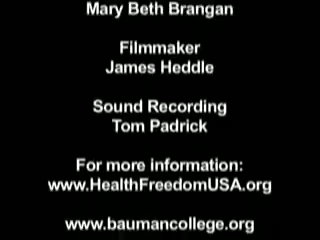 Mary Beth Brangan
Filmmaker
James Heddle
Sound Recording
Tom Padrick
For more information:
www.HealthFreedomUSA.org
www.baumancollege.org